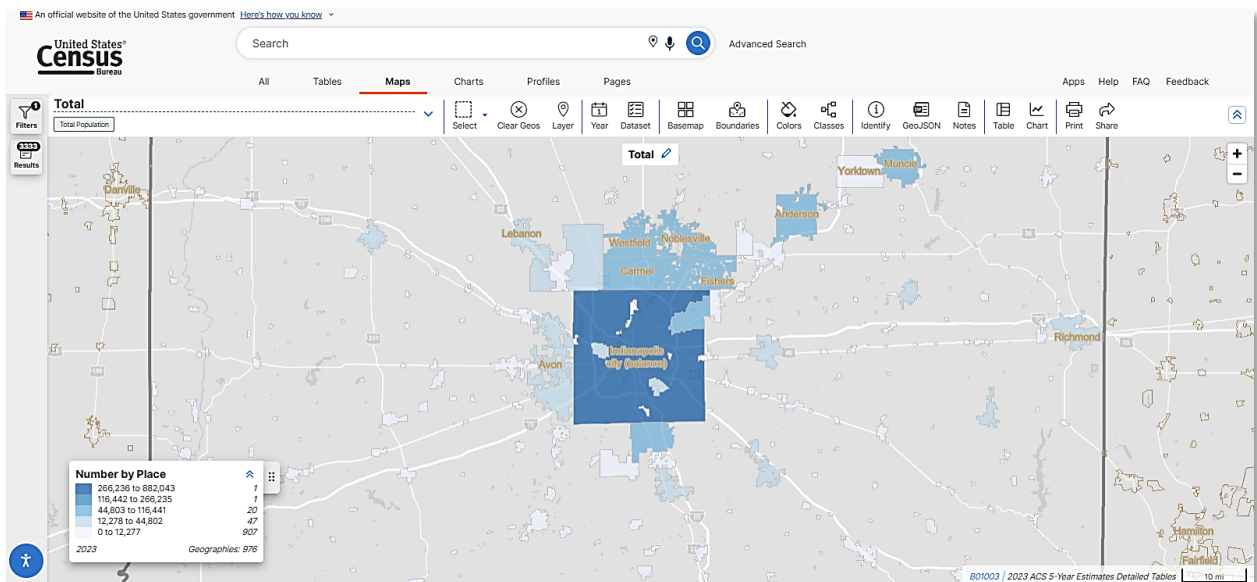 An official website of the United States government Here's how you know
United States®
Census
Bureau
Search
Advanced Search
All Tables Maps Charts Profiles Pages
Apps Help FAQ Feedback
1
Filters
Total
Total Population
Select Clear Geos Layer Year Dataset Basemap Boundaries Colors Classes Identify GeoJSON Notes Table Chart Print Share
3333
Results
Total
+
−
Muncie
Yorktown
Danville
Anderson
Lebanon
Westfield
Noblesville
Carmel
Fishers
Indianapolis
city (balance)
Avon
Richmond
Hamilton
Fairfield
Number by Place
266,236 to 882,043 1
116,442 to 266,235 1
44,803 to 116,441 20
12,278 to 44,802 47
0 to 12,277 907
2023 Geographies: 976
B01003 | 2023 ACS 5-Year Estimates Detailed Tables
10 mi